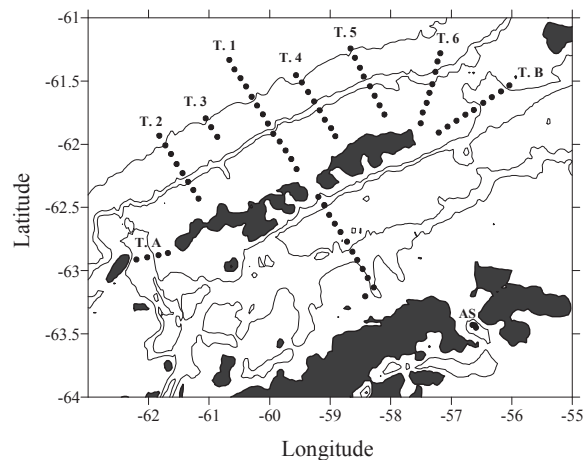 -61
-61.5
-62
-62.5
-63
-63.5
-64
Latitude
T. 1
T. 5
T. 6
T. 4
T. B
T. 3
T. 2
T. A
AS
-62 -61 -60 -59 -58 -57 -56 -55
Longitude